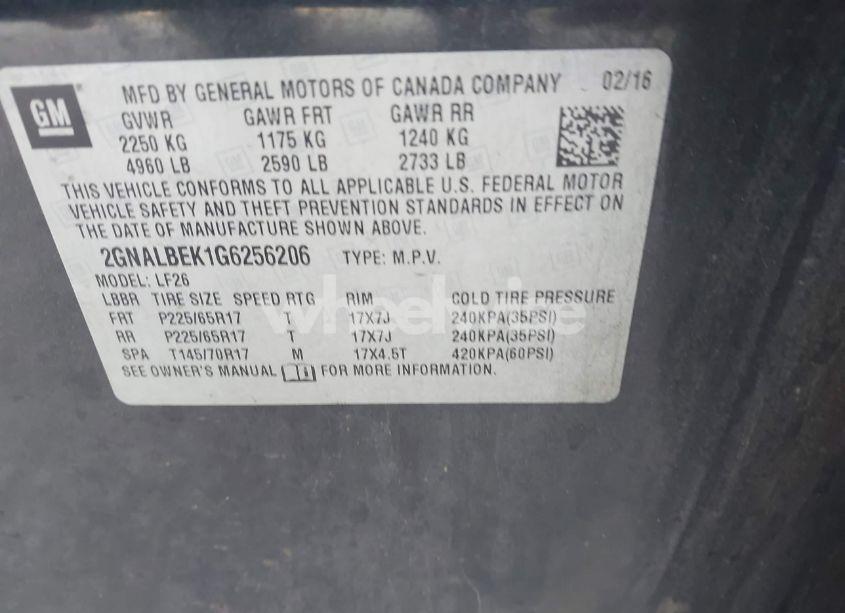 GM
MFD BY GENERAL MOTORS OF CANADA COMPANY 02/16
GVWR GAWR FRT GAWR RR
2250 KG 1175 KG 1240 KG
4960 LB 2590 LB 2733 LB
THIS VEHICLE CONFORMS TO ALL APPLICABLE U.S. FEDERAL MOTOR
VEHICLE SAFETY AND THEFT PREVENTION STANDARDS IN EFFECT ON
THE DATE OF MANUFACTURE SHOWN ABOVE.
2GNALBEK1G6256206 TYPE: M.P.V.
MODEL: LF26
LBBR TIRE SIZE SPEED RTG RIM COLD TIRE PRESSURE
FRT P225/65R17 T 17X7J 240KPA(35PSI)
RR P225/65R17 T 17X7J 240KPA(35PSI)
SPA T145/70R17 M 17X4.5T 420KPA(60PSI)
SEE OWNER'S MANUAL FOR MORE INFORMATION.